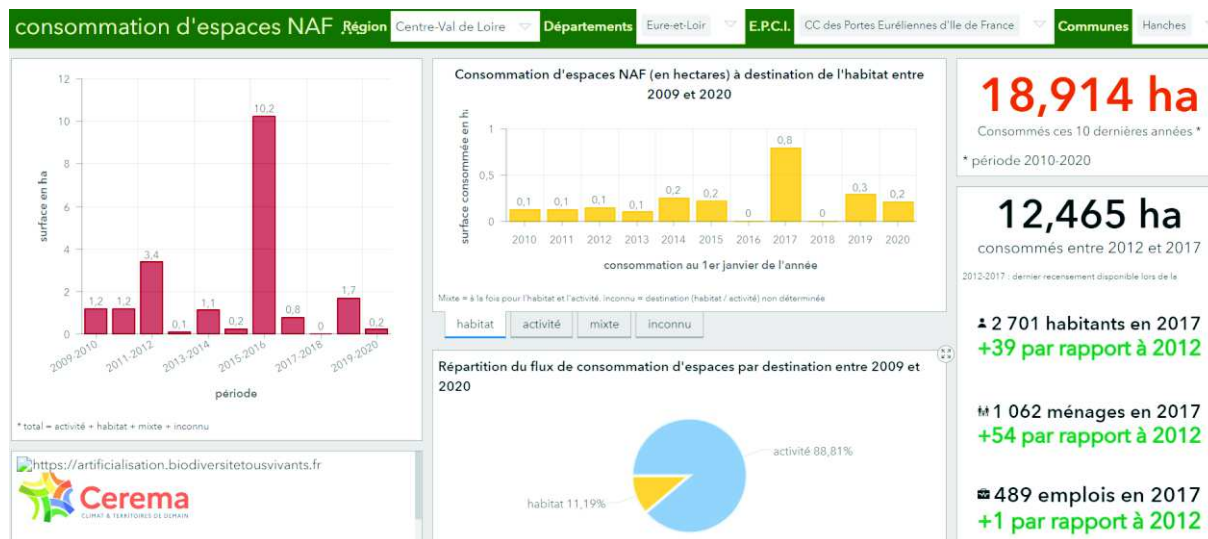 consommation d'espaces NAF Région Centre-Val de Loire Départements Eure-et-Loir E.P.C.I. CC des Portes Euréliennes d'Ile de France Communes Hanches
12
10
8
6
4
2
0
surface en ha
1,2 1,2 3,4 0,1 1,1 0,2 10,2 0,8 0 1,7 0,2
2009-2010 2011-2012 2013-2014 2015-2016 2017-2018 2019-2020
période
* total = activité + habitat + mixte + inconnu
https://artificialisation.biodiversitetousvivants.fr
Cerema
CLIMAT & TERRITOIRES DE DEMAIN
Consommation d'espaces NAF (en hectares) à destination de l'habitat entre
2009 et 2020
surface consommée en ha
1
0,5
0
0,1 0,1 0,1 0,1 0,2 0,2 0 0,8 0 0,3 0,2
2010 2011 2012 2013 2014 2015 2016 2017 2018 2019 2020
consommation au 1er janvier de l'année
Mixte = à la fois pour l'habitat et l'activité. Inconnu = destination (habitat / activité) non déterminée
habitat activité mixte inconnu
Répartition du flux de consommation d'espaces par destination entre 2009 et
2020
activité 88,81%
habitat 11,19%
18,914 ha
Consommés ces 10 dernières années *
* période 2010-2020
12,465 ha
consommés entre 2012 et 2017
2012-2017 : dernier recensement disponible lors de le
2 701 habitants en 2017
+39 par rapport à 2012
1 062 ménages en 2017
+54 par rapport à 2012
489 emplois en 2017
+1 par rapport à 2012